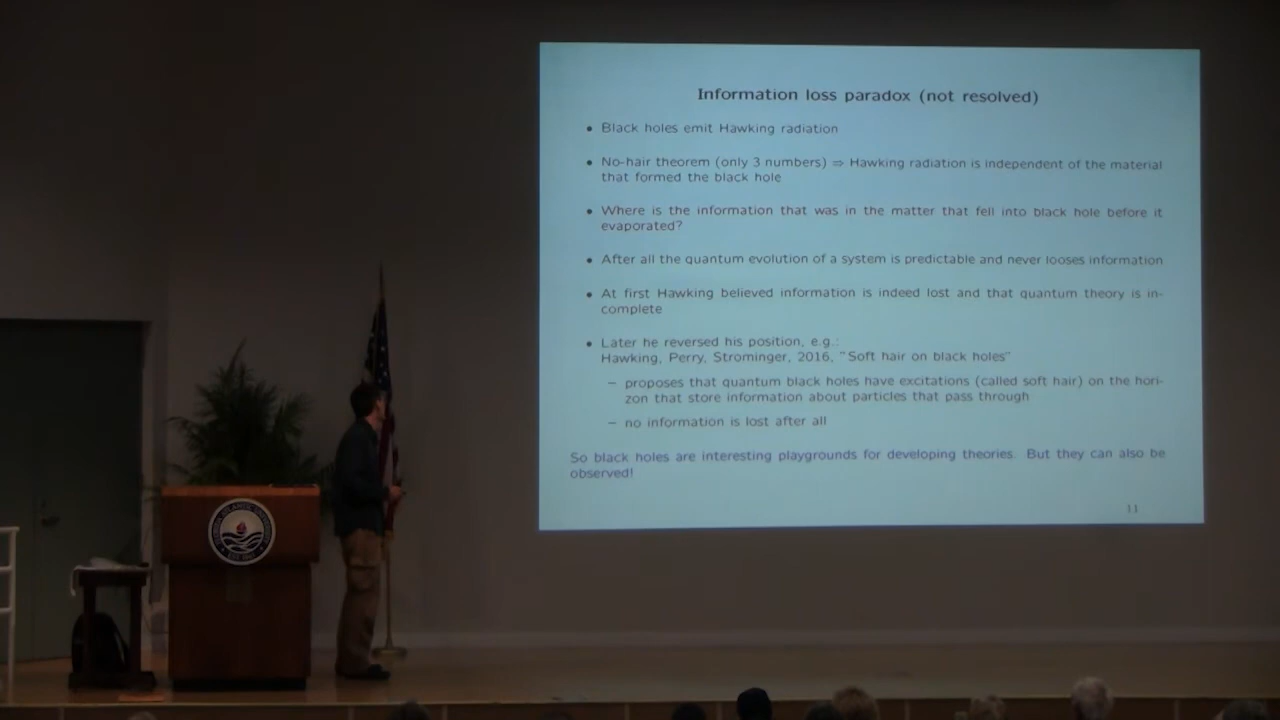 Information loss paradox (not resolved)
• Black holes emit Hawking radiation
• No-hair theorem (only 3 numbers) ⇒ Hawking radiation is independent of the material
that formed the black hole
• Where is the information that was in the matter that fell into black hole before it
evaporated?
• After all the quantum evolution of a system is predictable and never looses information
• At first Hawking believed information is indeed lost and that quantum theory is in-
complete
• Later he reversed his position, e.g.:
Hawking, Perry, Strominger, 2016, "Soft hair on black holes"
– proposes that quantum black holes have excitations (called soft hair) on the hori-
zon that store information about particles that pass through
– no information is lost after all
So black holes are interesting playgrounds for developing theories. But they can also be
observed!
11
FLORIDA ATLANTIC UNIVERSITY